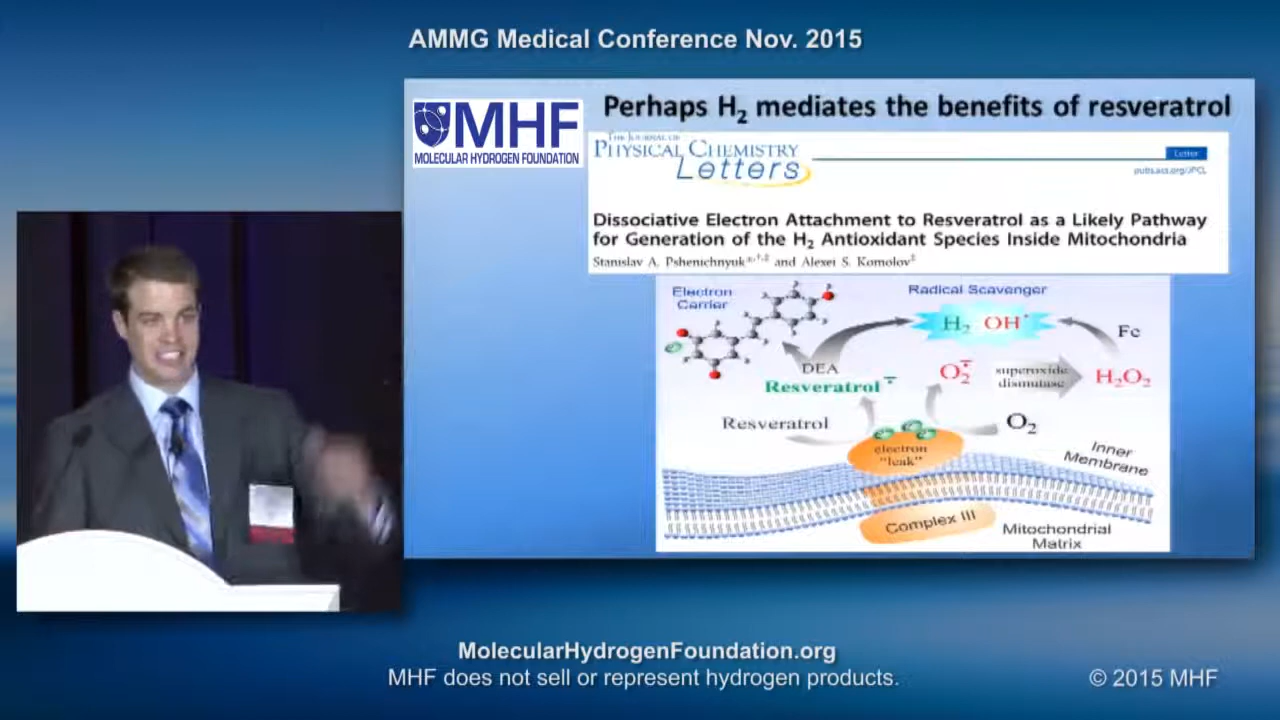 AMMG Medical Conference Nov. 2015
MHF
MOLECULAR HYDROGEN FOUNDATION
Perhaps H₂ mediates the benefits of resveratrol
THE JOURNAL OF
PHYSICAL CHEMISTRY
Letters
Letter
pubs.acs.org/JPCL
Dissociative Electron Attachment to Resveratrol as a Likely Pathway
for Generation of the H₂ Antioxidant Species Inside Mitochondria
Stanislav A. Pshenichnyuk*,†,‡ and Alexei S. Komolov‡
Electron
Carrier
Radical Scavenger
H₂ OH•
Fe
DEA
Resveratrol•−
O₂•−
superoxide
dismutase
H₂O₂
Resveratrol
O₂
electron
"leak"
Inner
Membrane
Complex III
Mitochondrial
Matrix
MolecularHydrogenFoundation.org
MHF does not sell or represent hydrogen products.
© 2015 MHF